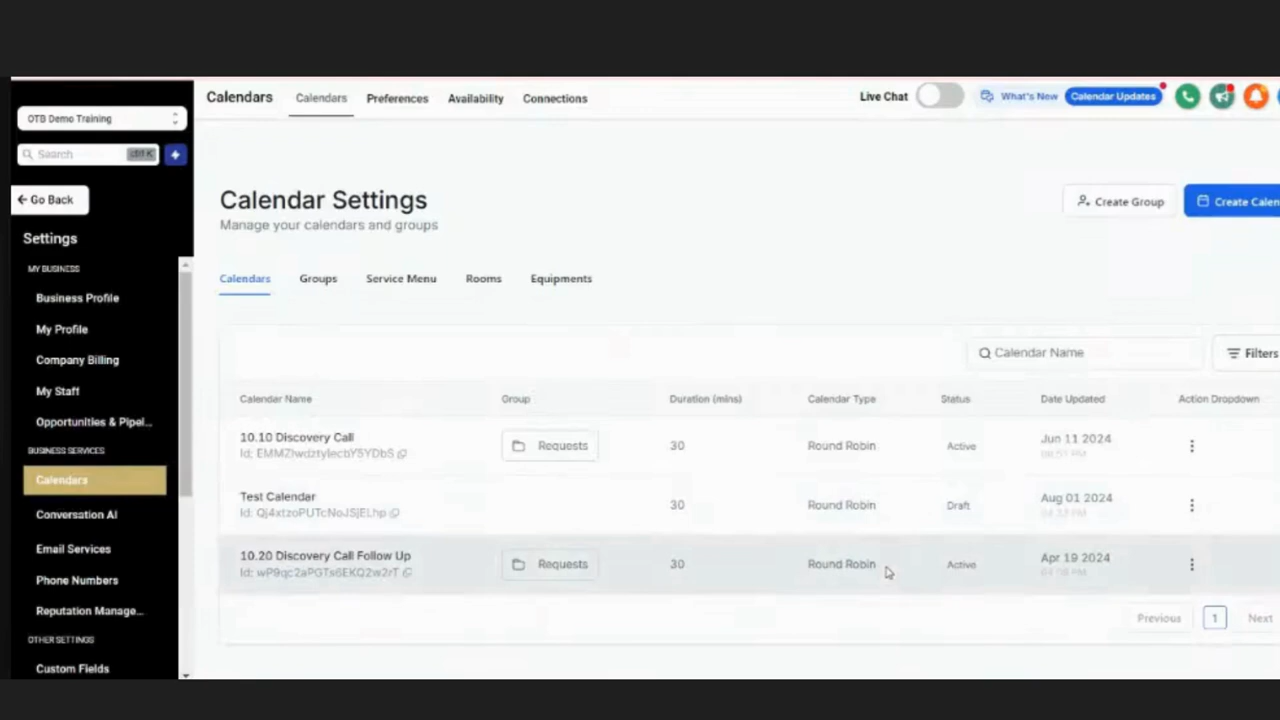 Calendars Calendars Preferences Availability Connections Live Chat What's New Calendar Updates
OTB Demo Training
Search ctrl K
Go Back
Settings
MY BUSINESS
Business Profile
My Profile
Company Billing
My Staff
Opportunities & Pipel...
BUSINESS SERVICES
Calendars
Conversation AI
Email Services
Phone Numbers
Reputation Manage...
OTHER SETTINGS
Custom Fields
Calendar Settings
Manage your calendars and groups
Create Group Create Calen
Calendars Groups Service Menu Rooms Equipments
Calendar Name Filters
Calendar Name Group Duration (mins) Calendar Type Status Date Updated Action Dropdown
10.10 Discovery Call Requests 30 Round Robin Active Jun 11 2024
Id:
Test Calendar 30 Round Robin Draft Aug 01 2024
Id:
10.20 Discovery Call Follow Up Requests 30 Round Robin Active Apr 19 2024
Id:
Previous 1 Next